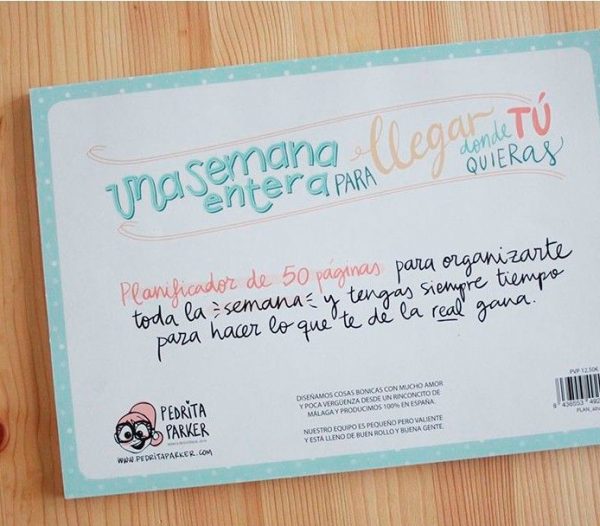 una semana
entera PARA llegar donde TÚ
QUIERAS
Planificador de 50 páginas para organizarte
toda la semana y tengas siempre tiempo
para hacer lo que te de la real gana.
PEDRITA
PARKER
www.PEDRITAPARKER.COM
DISEÑAMOS COSAS BONICAS CON MUCHO AMOR
Y POCA VERGÜENZA DESDE UN RINCONCITO DE
MÁLAGA Y PRODUCIMOS 100% EN ESPAÑA.
NUESTRO EQUIPO ES PEQUEÑO PERO VALIENTE
Y ESTÁ LLENO DE BUEN ROLLO Y BUENA GENTE.
PVP 12,50€
8 436553 492